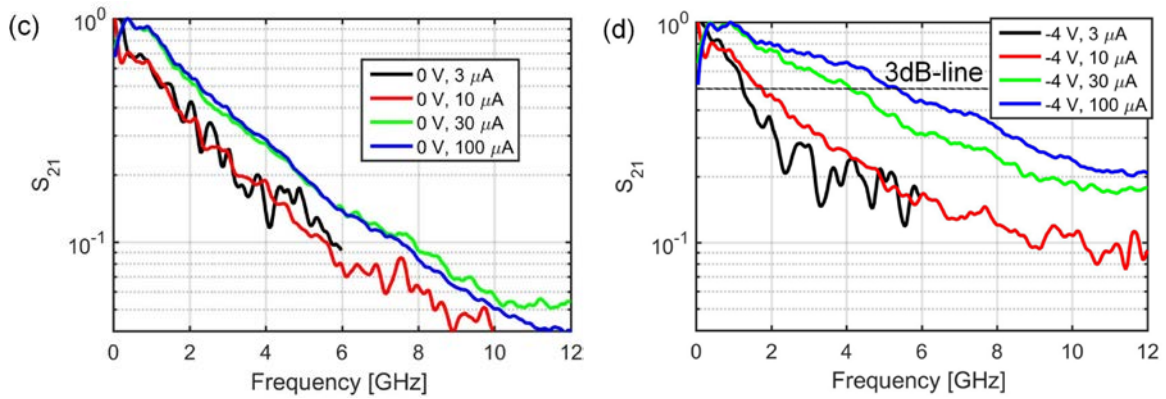 (c)
10⁰
10⁻¹
S₂₁
0 V, 3 μA
0 V, 10 μA
0 V, 30 μA
0 V, 100 μA
0 2 4 6 8 10 12
Frequency [GHz]
(d)
10⁰
10⁻¹
S₂₁
-4 V, 3 μA
-4 V, 10 μA
-4 V, 30 μA
-4 V, 100 μA
3dB-line
0 2 4 6 8 10 12
Frequency [GHz]